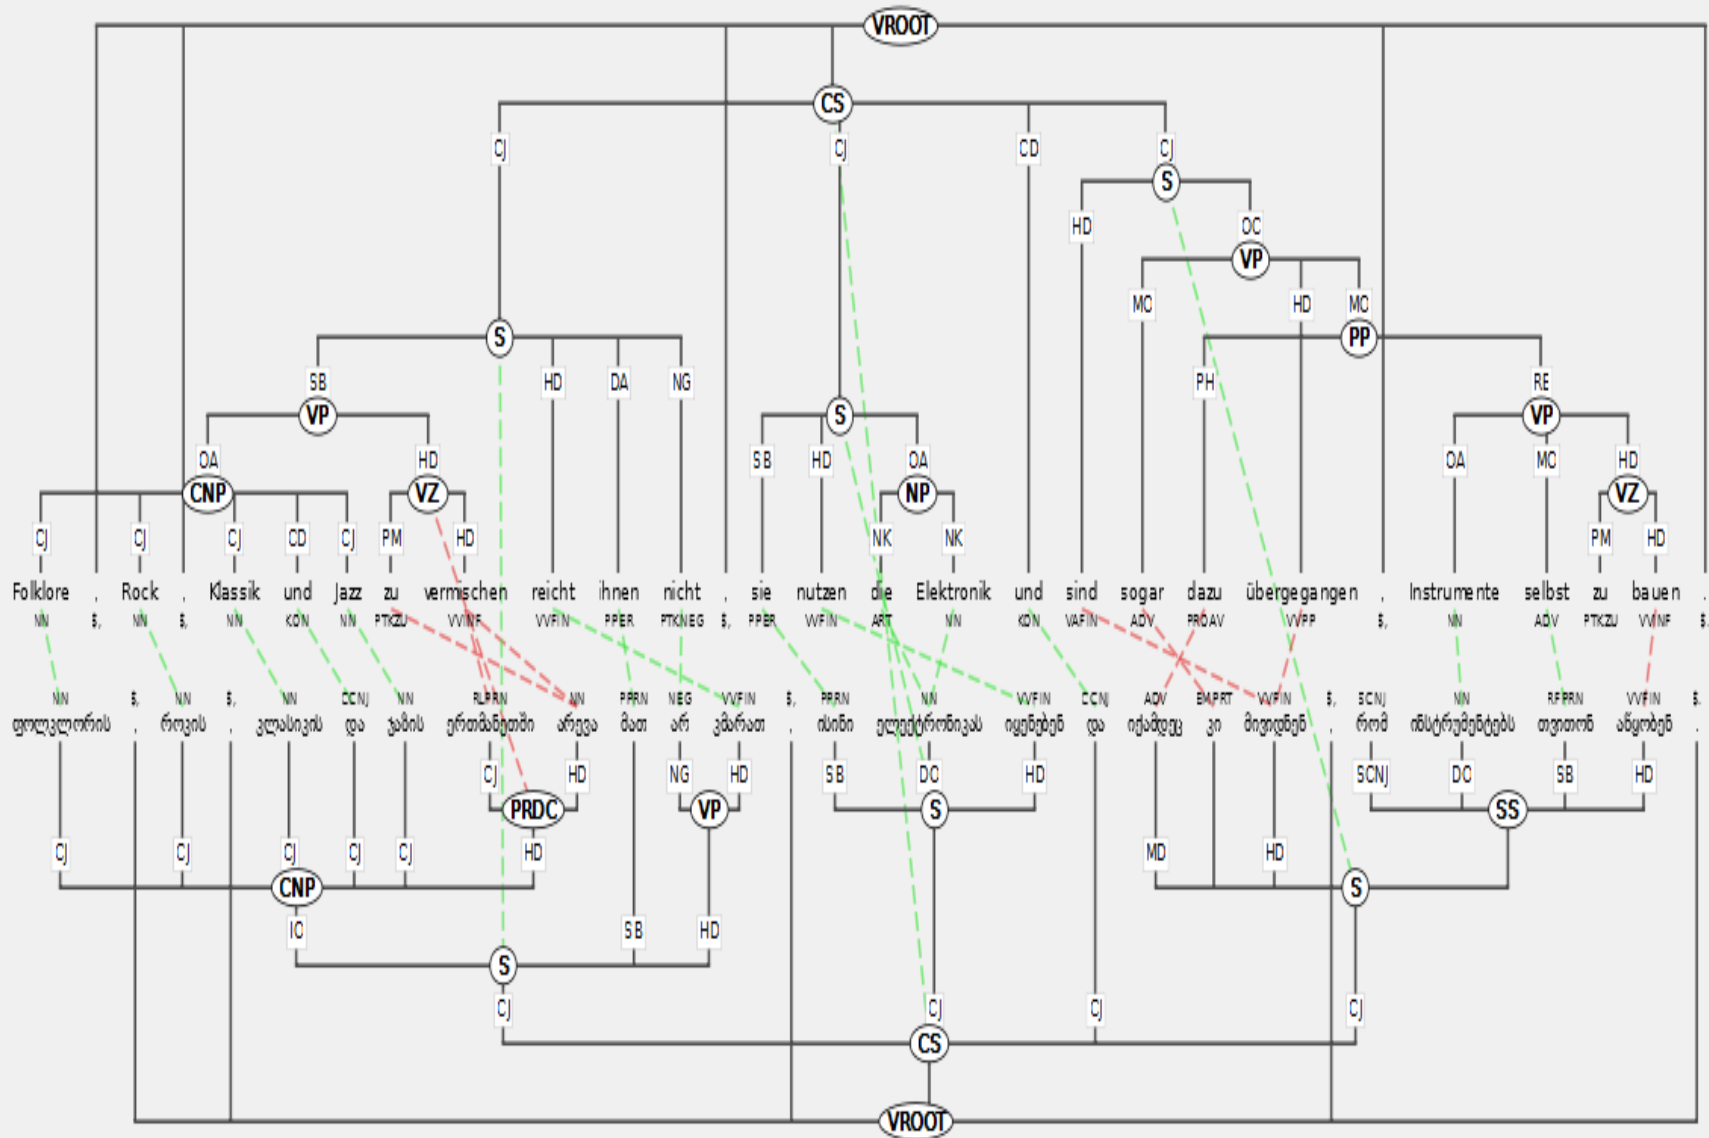 VROOT
CS
CJ CJ CD CJ
S
HD OC
VP
MO HD MO
S PP
SB HD DA NG PH RE
VP S VP
OA HD SB HD OA OA MO HD
CNP VZ NP VZ
CJ CJ CJ CD CJ PM HD NK NK PM HD
Folklore , Rock , Klassik und Jazz zu vermischen reicht ihnen nicht , sie nutzen die Elektronik und sind sogar dazu übergegangen , Instrumente selbst zu bauen .
NN $, NN $, NN KON NN PTKZU VVINF VVFIN PPER PTKNEG $, PPER VVFIN ART NN KON VAFIN ADV PROAV VVPP $, NN ADV PTKZU VVINF $.
NN $, NN $, NN CCNJ NN RLPRN NN PPRN NEG VVFIN $, PPRN NN VVFIN CCNJ ADV EMPRT VVFIN $, SCNJ NN RFPRN VVFIN $.
ფოლკლორის , როკის , კლასიკის და ჯაზის ერთმანეთში არევა მათ არ კმარათ , ისინი ელექტრონიკას იყენებენ და იქამდეც კი მივიდნენ , რომ ინსტრუმენტებს თვითონ აწყობენ .
CJ HD NG HD SB DO HD SCNJ DO SB HD
PRDC VP S SS
CJ CJ CJ CJ CJ HD MD HD
CNP S
IO SB HD
S
CJ CJ CJ CJ
CS
VROOT